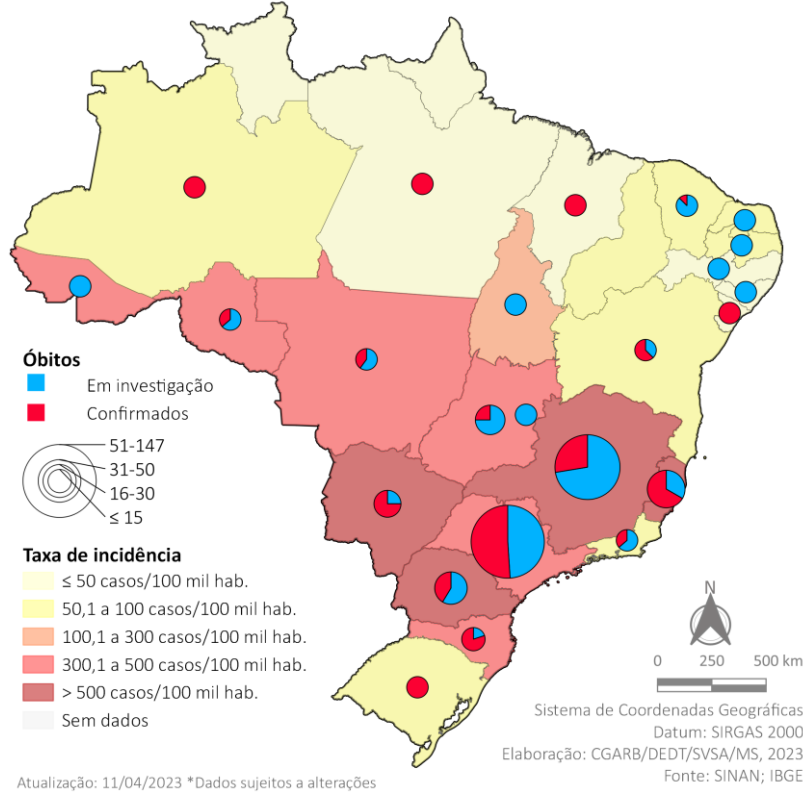 Óbitos
Em investigação
Confirmados
51-147
31-50
16-30
≤ 15
Taxa de incidência
≤ 50 casos/100 mil hab.
50,1 a 100 casos/100 mil hab.
100,1 a 300 casos/100 mil hab.
300,1 a 500 casos/100 mil hab.
> 500 casos/100 mil hab.
Sem dados
N
0 250 500 km
Sistema de Coordenadas Geográficas
Datum: SIRGAS 2000
Elaboração: CGARB/DEDT/SVSA/MS, 2023
Fonte: SINAN; IBGE
Atualização: 11/04/2023 *Dados sujeitos a alterações